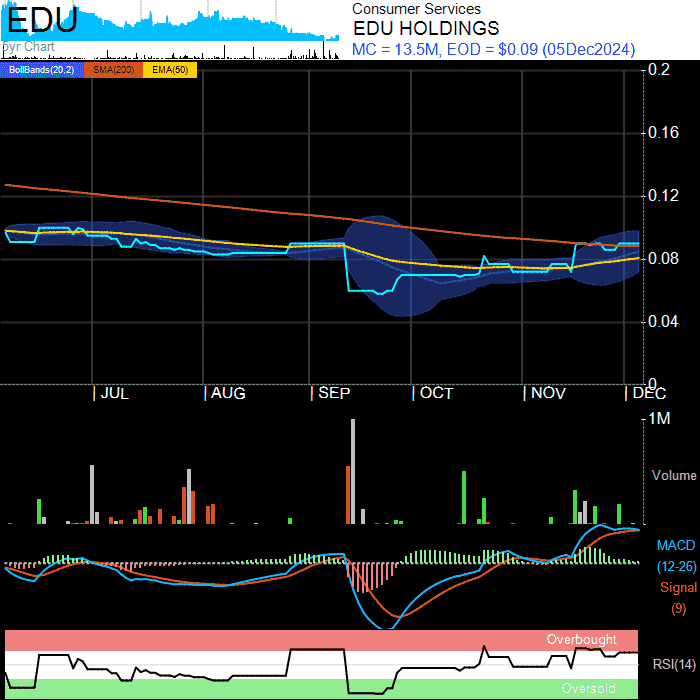 EDU
5yr Chart
Consumer Services
EDU HOLDINGS
MC = 13.5M, EOD = $0.09 (05Dec2024)
BollBands(20,2) SMA(200) EMA(50)
0.2
0.16
0.12
0.08
0.04
0
JUL AUG SEP OCT NOV DEC
1M
Volume
MACD
(12-26)
Signal
(9)
Overbought
RSI(14)
Oversold